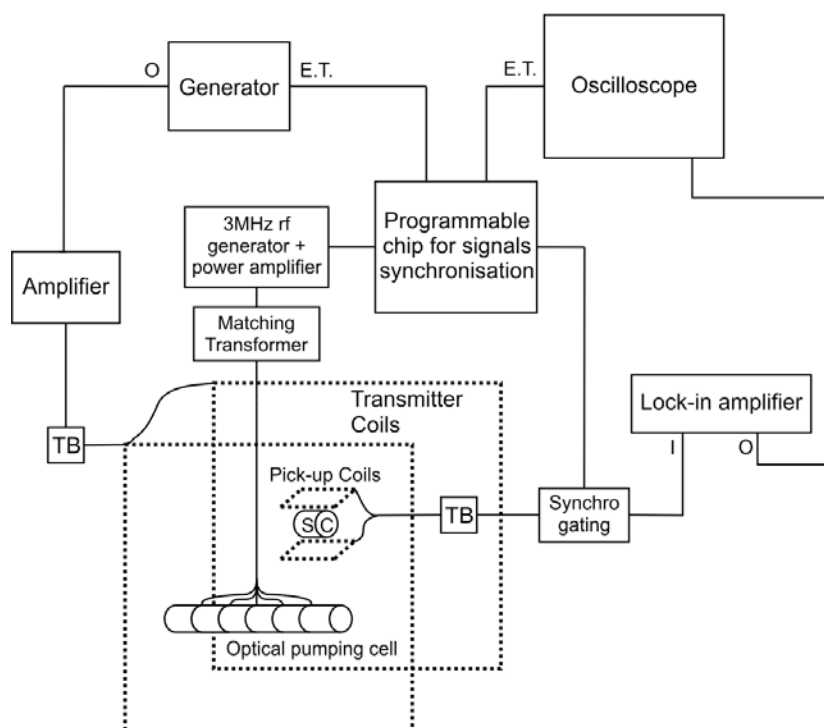 O
Generator
E.T.
E.T.
Oscilloscope
3MHz rf
generator +
power amplifier
Programmable
chip for signals
synchronisation
Amplifier
Matching
Transformer
Transmitter
Coils
Lock-in amplifier
I
O
TB
Pick-up Coils
S C
TB
Synchro
gating
Optical pumping cell